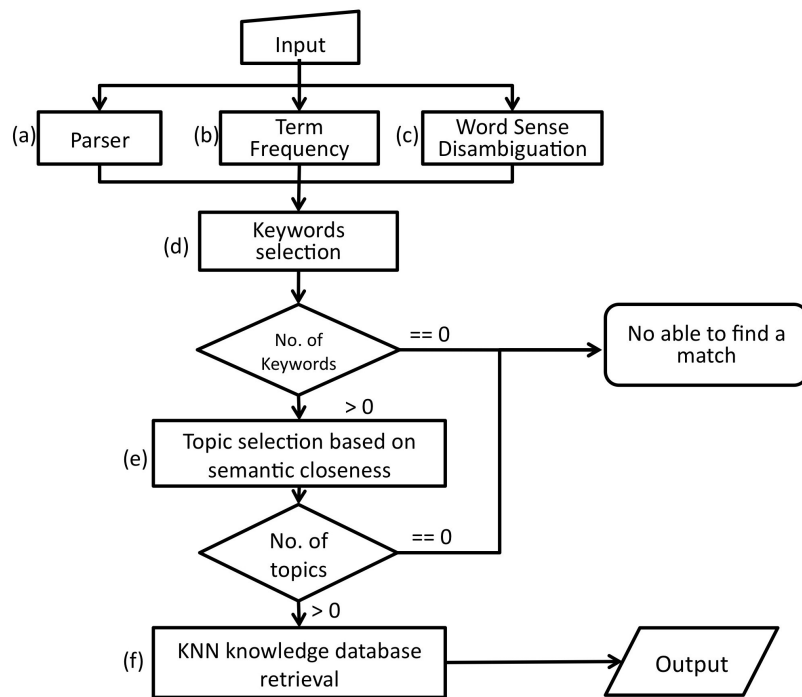 Input
(a)
Parser
(b)
Term
Frequency
(c)
Word Sense
Disambiguation
(d)
Keywords
selection
No. of
Keywords
== 0
No able to find a
match
> 0
(e)
Topic selection based on
semantic closeness
No. of
topics
== 0
> 0
(f)
KNN knowledge database
retrieval
Output